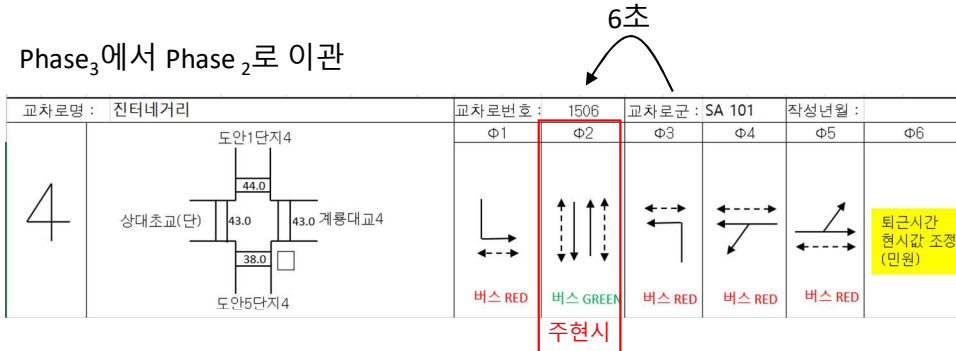 6초
Phase3에서 Phase 2로 이관
교차로명 : 진터네거리 교차로번호 : 1506 교차로군 : SA 101 작성년월 :
Φ1 Φ2 Φ3 Φ4 Φ5 Φ6
4
도안1단지4
44.0
상대초교(단) 43.0 43.0 계룡대교4
38.0
도안5단지4
퇴근시간
현시값 조정
(민원)
버스 RED 버스 GREEN 버스 RED 버스 RED 버스 RED
주현시